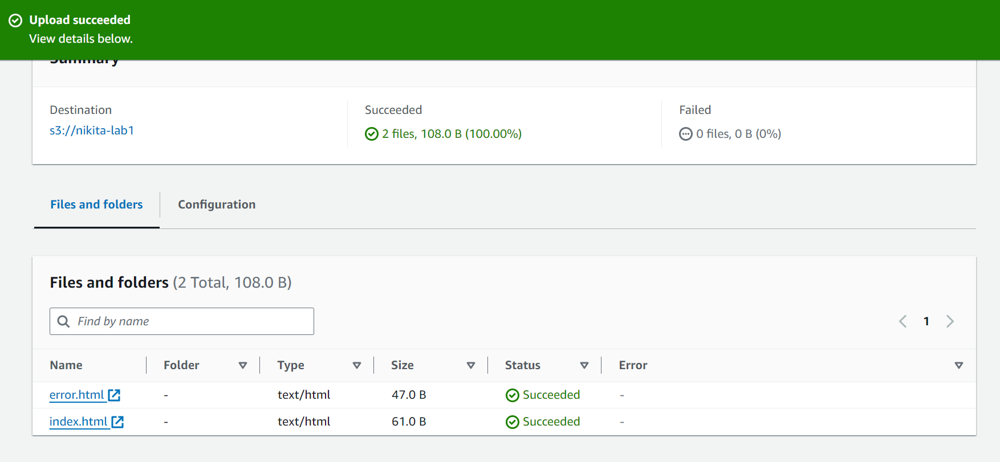 Upload succeeded
View details below.
Summary
Destination
Succeeded
Failed
s3://nikita-lab1
2 files, 108.0 B (100.00%)
0 files, 0 B (0%)
Files and folders
Configuration
Files and folders (2 Total, 108.0 B)
Find by name
1
Name Folder Type Size Status Error
error.html - text/html 47.0 B Succeeded -
index.html - text/html 61.0 B Succeeded -